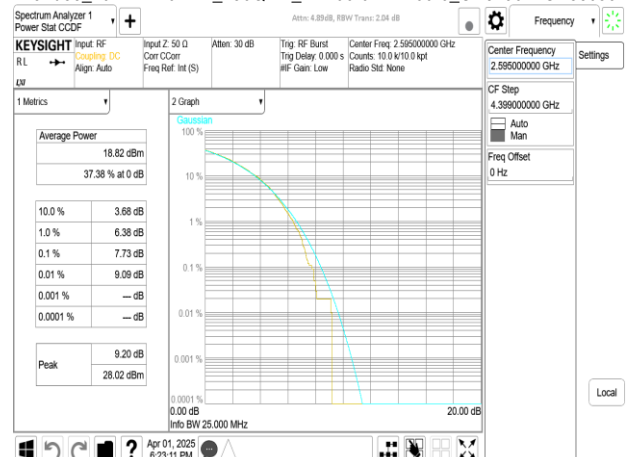 Spectrum Analyzer 1
Power Stat CCDF
Attn: 4.89dB, RBW Trans: 2.04 dB
Frequency
KEYSIGHT
RL
LXI
Input: RF
Coupling: DC
Align: Auto
Input Z: 50 Ω
Corr CCorr
Freq Ref: Int (S)
Atten: 30 dB
Trig: RF Burst
Trig Delay: 0.000 s
#IF Gain: Low
Center Freq: 2.595000000 GHz
Counts: 10.0 k/10.0 kpt
Radio Std: None
Center Frequency
2.595000000 GHz
Settings
CF Step
4.399000000 GHz
Auto
Man
Freq Offset
0 Hz
1 Metrics
2 Graph
Average Power
18.82 dBm
37.38 % at 0 dB
10.0 % 3.68 dB
1.0 % 6.38 dB
0.1 % 7.73 dB
0.01 % 9.09 dB
0.001 % — dB
0.0001 % — dB
Peak
9.20 dB
28.02 dBm
Gaussian
100 %
10 %
1 %
0.1 %
0.01 %
0.001 %
0.0001 %
0.00 dB
20.00 dB
Info BW 25.000 MHz
Local
?
Apr 01, 2025
6:23:11 PM